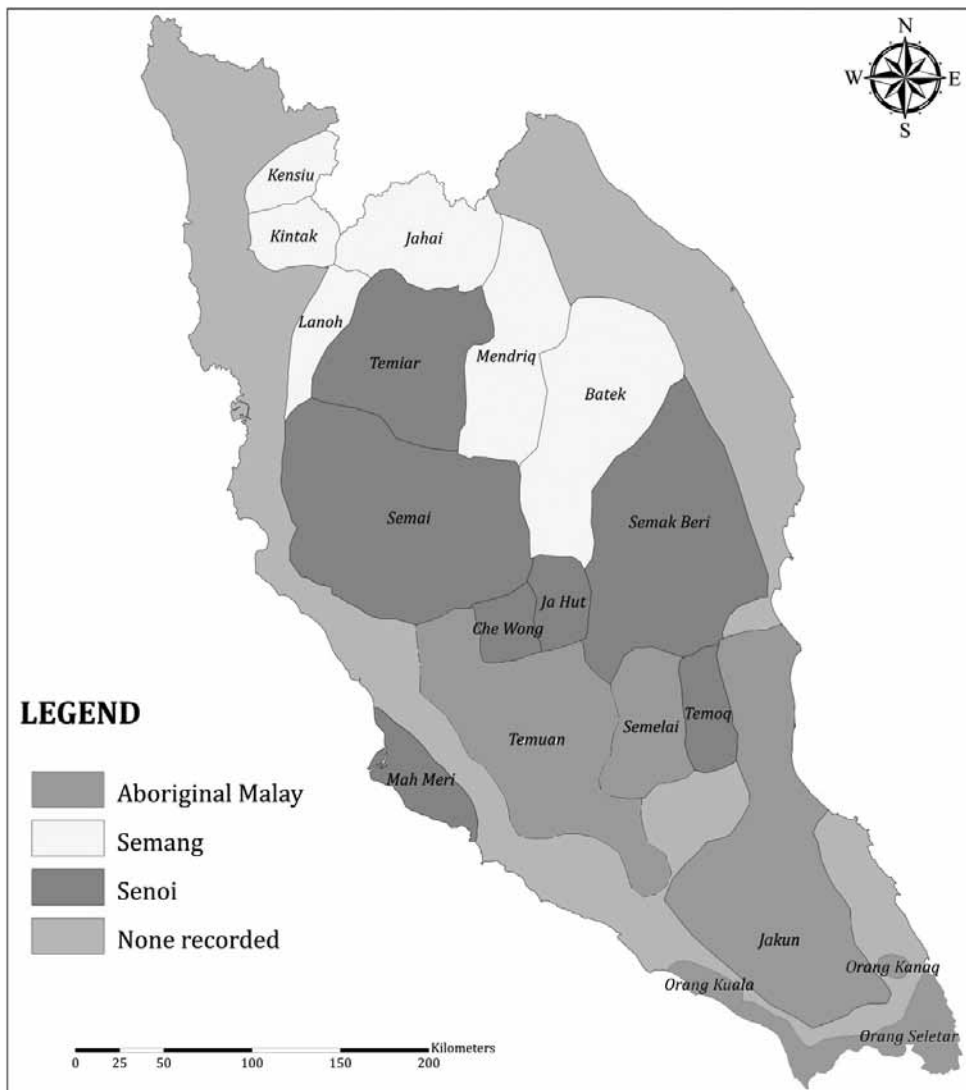 N
W E
S
Kensiu
Kintak
Jahai
Lanoh
Temiar
Mendriq
Batek
Semai
Semak Beri
Ja Hut
Che Wong
Temuan
Semelai
Temoq
Mah Meri
Jakun
Orang Kanaq
Orang Kuala
Orang Seletar
LEGEND
Aboriginal Malay
Semang
Senoi
None recorded
Kilometers
0 25 50 100 150 200